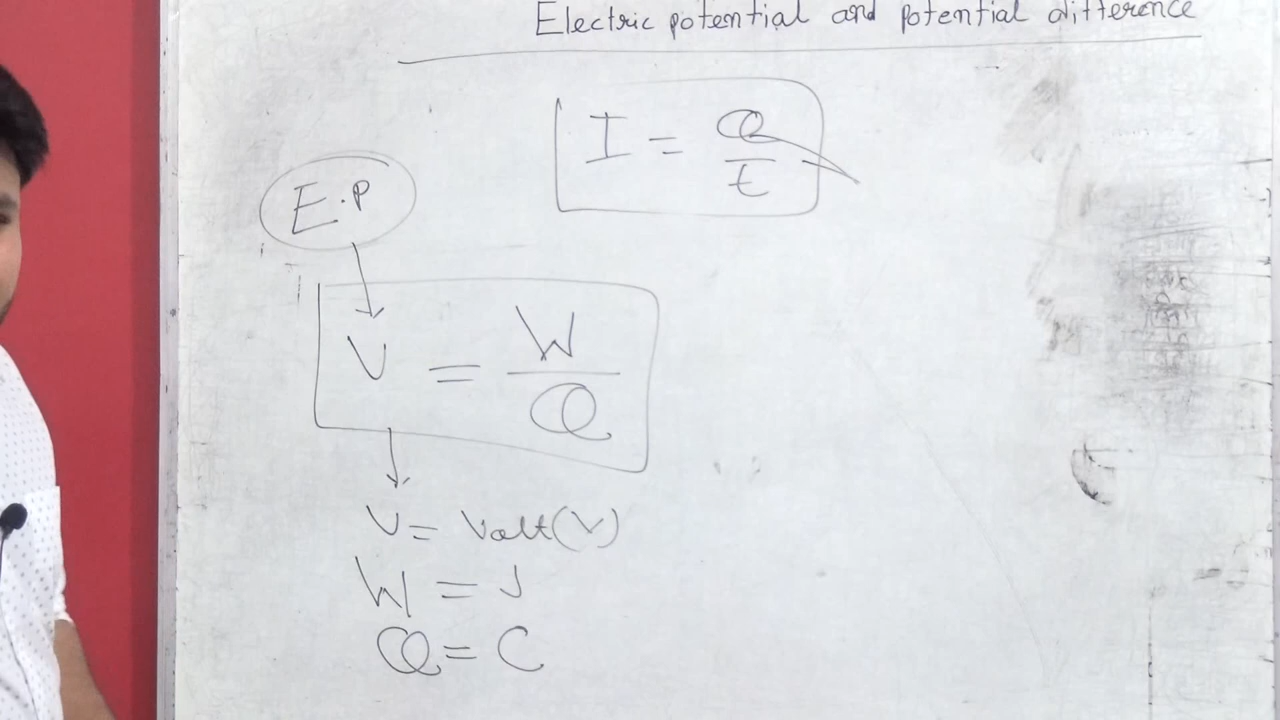 Electric potential and potential difference
I = Q/t
E.P
V = W/Q
V = Volt(V)
W = J
Q = C